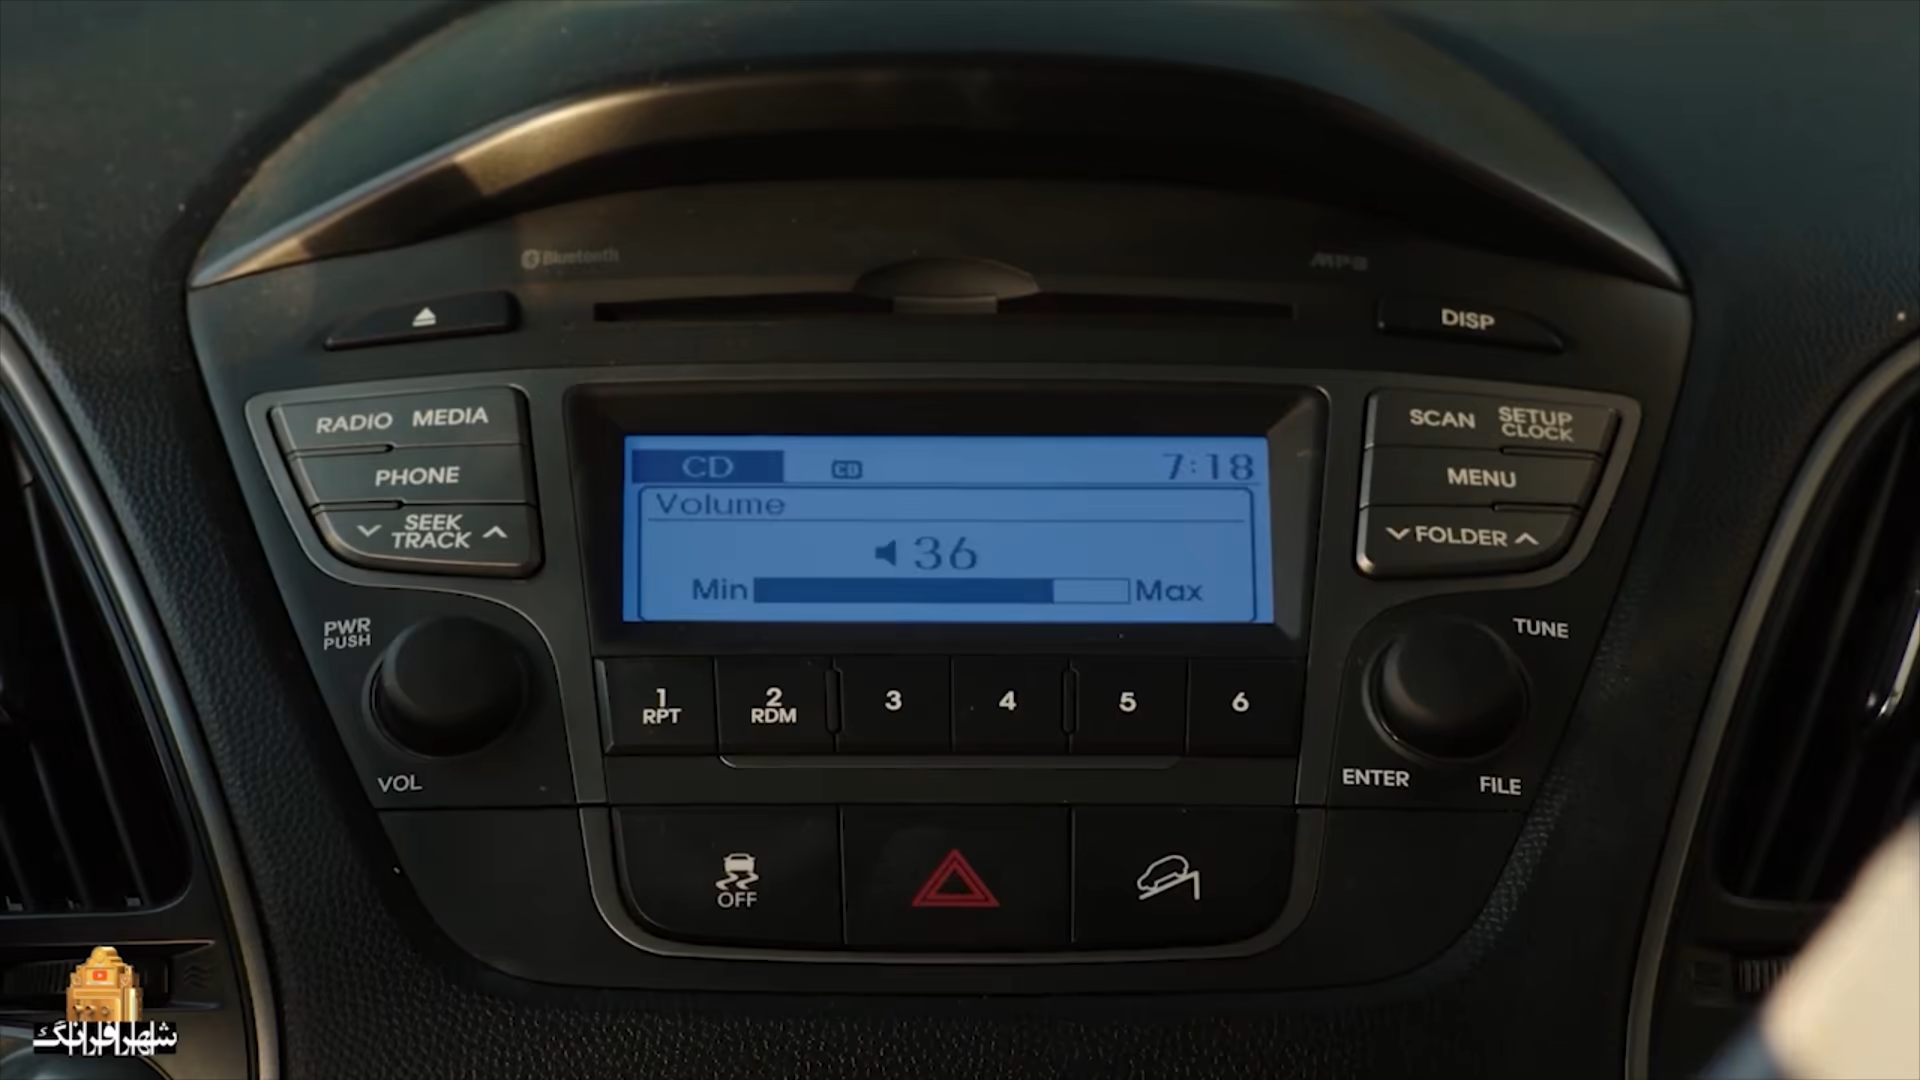 Bluetooth
MP3
DISP
RADIO MEDIA
SCAN SETUP CLOCK
CD CD 7:18
PHONE
MENU
Volume
SEEK TRACK
FOLDER
36
Min Max
PWR PUSH
TUNE
1 RPT 2 RDM 3 4 5 6
VOL
ENTER FILE
OFF
شهرفرانگ